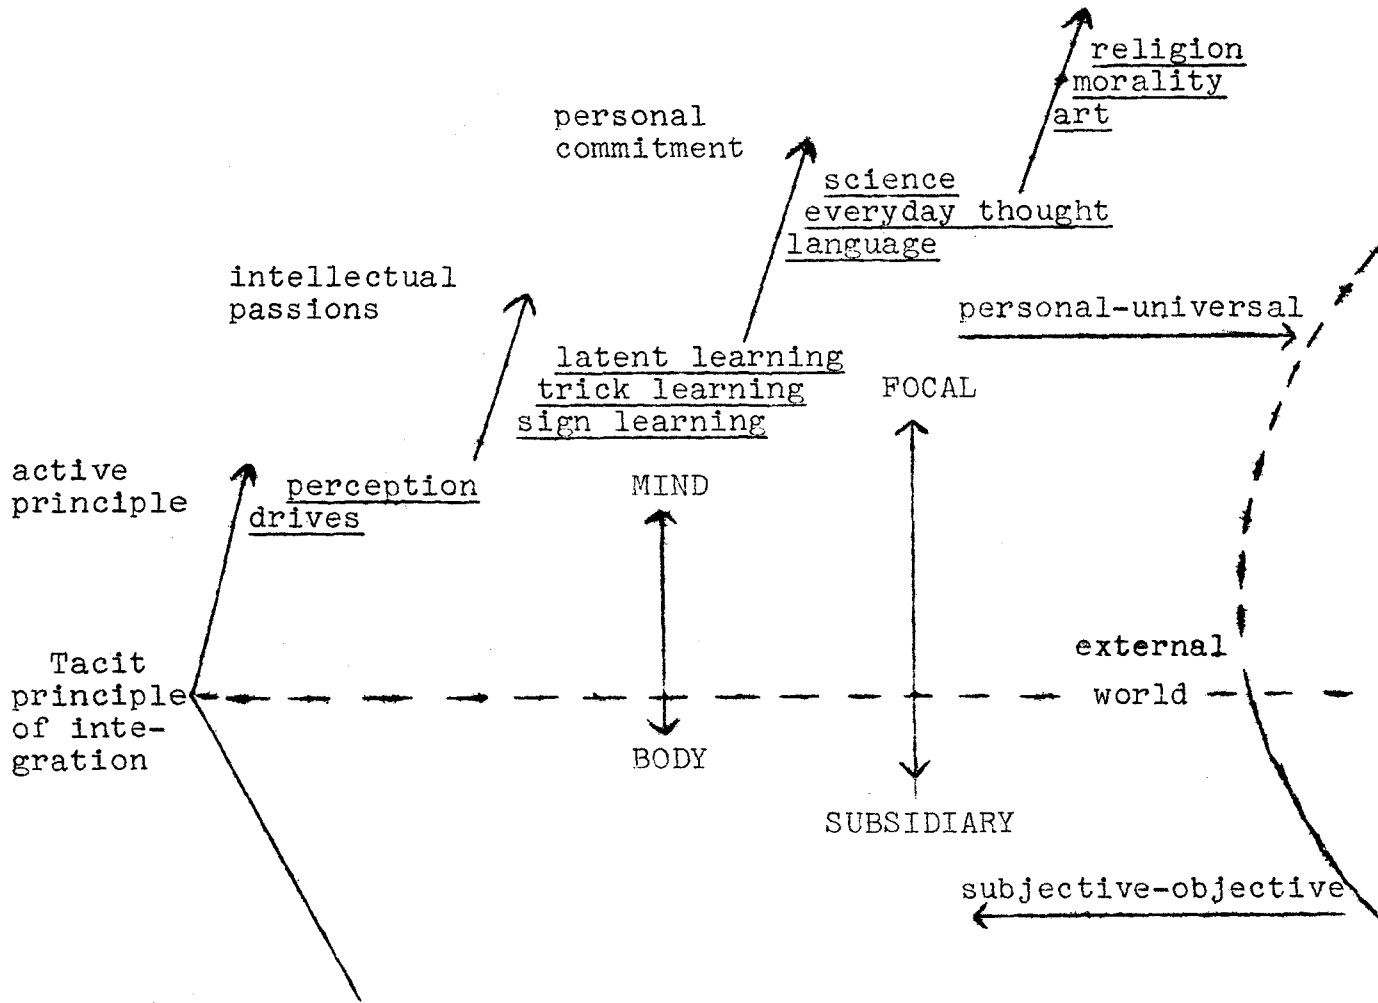 religion
morality
art
personal
commitment
science
everyday thought
language
intellectual
passions
personal-universal
latent learning
trick learning
sign learning
FOCAL
active
principle
perception
drives
MIND
external
world
Tacit
principle
of inte-
gration
BODY
SUBSIDIARY
subjective-objective